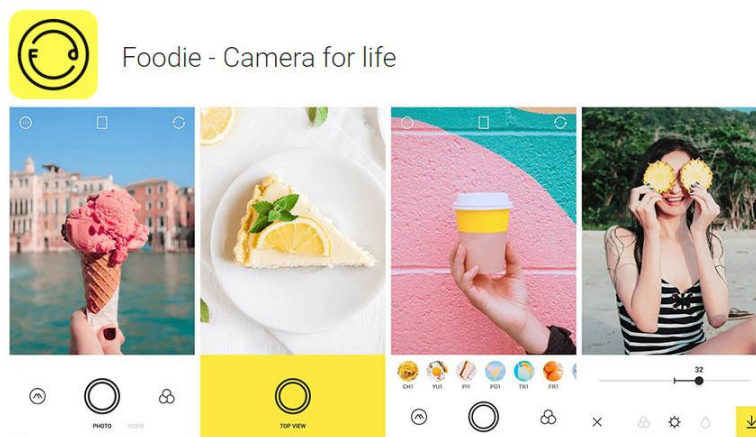 F d
Foodie - Camera for life
PHOTO VIDEO
TOP VIEW
CH1 YU1 PI1 PO1 TR1 FR1
32